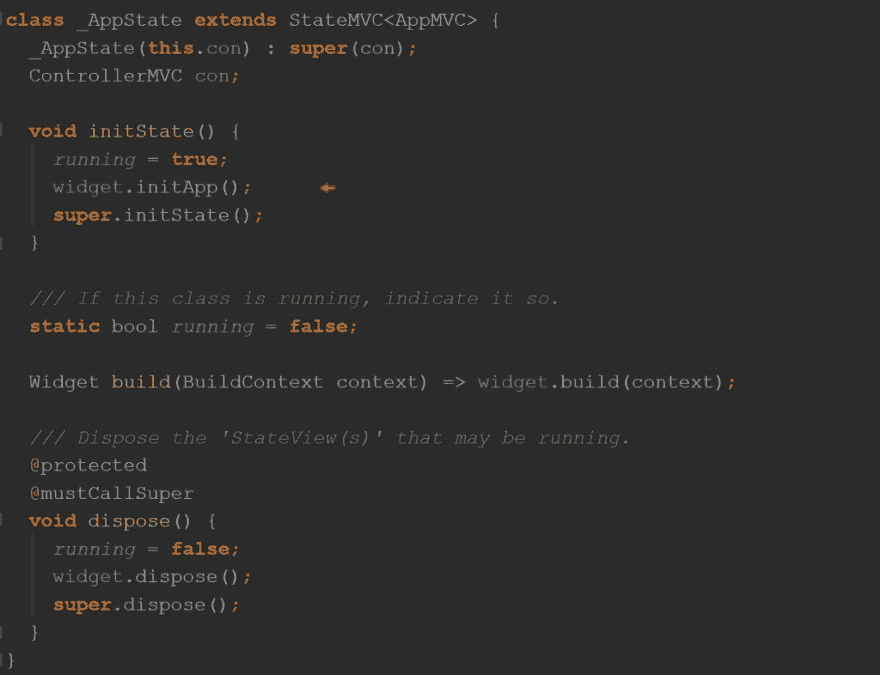 class _AppState extends StateMVC<AppMVC> {
  _AppState(this.con) : super(con);
  ControllerMVC con;

  void initState() {
    running = true;
    widget.initApp();
    super.initState();
  }

  /// If this class is running, indicate it so.
  static bool running = false;

  Widget build(BuildContext context) => widget.build(context);

  /// Dispose the 'StateView(s)' that may be running.
  @protected
  @mustCallSuper
  void dispose() {
    running = false;
    widget.dispose();
    super.dispose();
  }
}